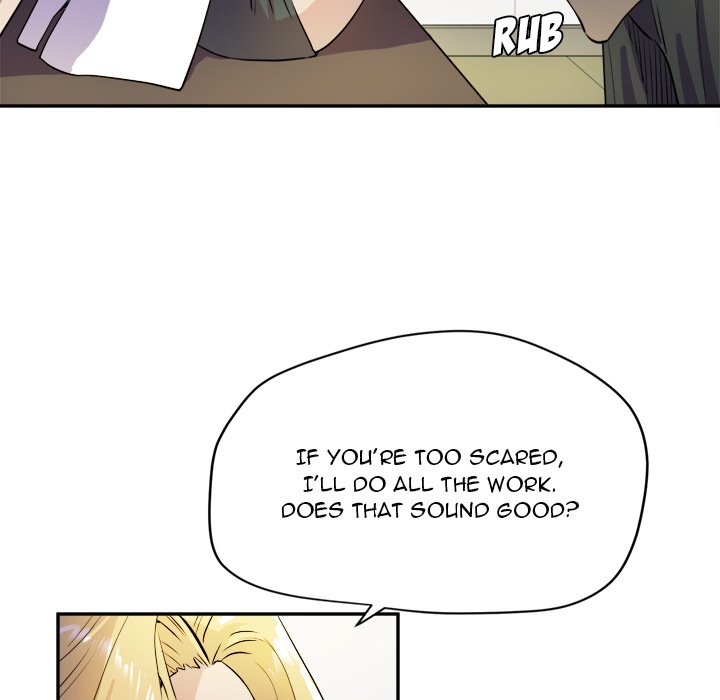 RUB
IF YOU'RE TOO SCARED,
I'LL DO ALL THE WORK.
DOES THAT SOUND GOOD?